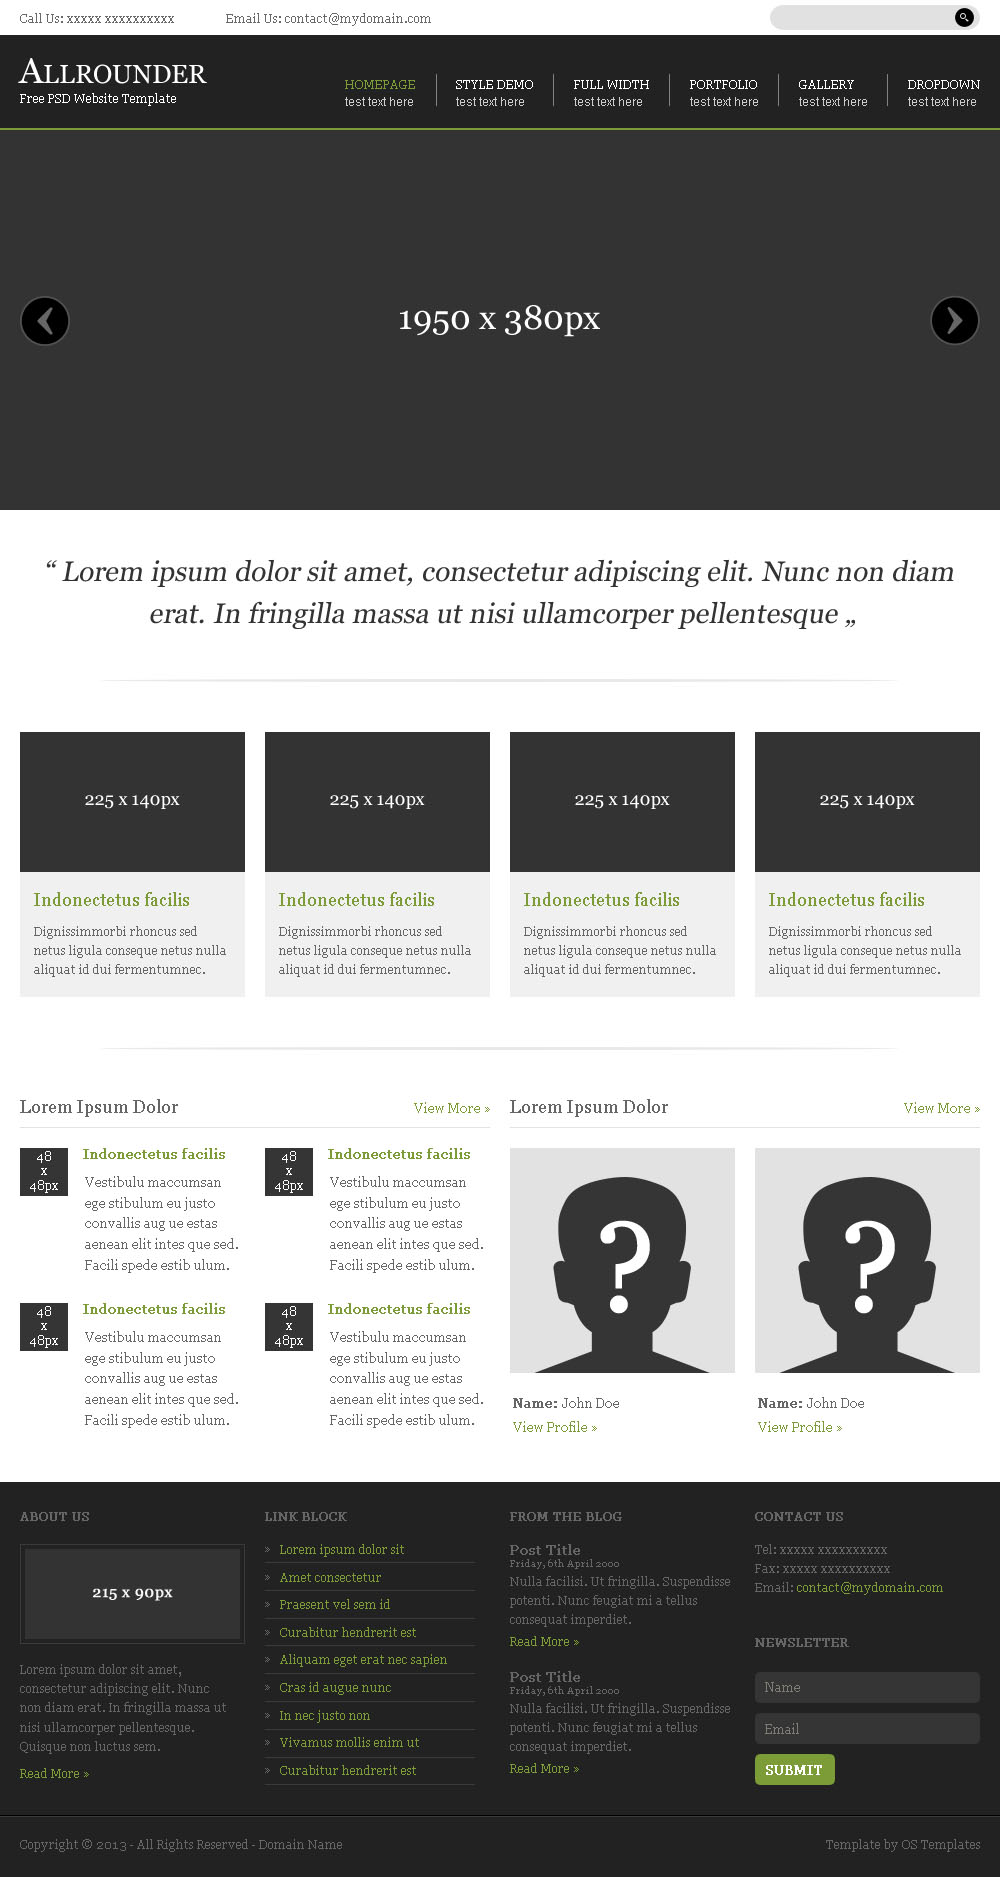 Call Us: xxxxx xxxxxxxxxx Email Us: contact@mydomain.com
ALLROUNDER
Free PSD Website Template
HOMEPAGE STYLE DEMO FULL WIDTH PORTFOLIO GALLERY DROPDOWN
test text here test text here test text here test text here test text here test text here
1950 x 380px
“ Lorem ipsum dolor sit amet, consectetur adipiscing elit. Nunc non diam
erat. In fringilla massa ut nisi ullamcorper pellentesque „
225 x 140px 225 x 140px 225 x 140px 225 x 140px
Indonectetus facilis
Dignissimmorbi rhoncus sed
netus ligula conseque netus nulla
aliquat id dui fermentumnec.
Indonectetus facilis
Dignissimmorbi rhoncus sed
netus ligula conseque netus nulla
aliquat id dui fermentumnec.
Indonectetus facilis
Dignissimmorbi rhoncus sed
netus ligula conseque netus nulla
aliquat id dui fermentumnec.
Indonectetus facilis
Dignissimmorbi rhoncus sed
netus ligula conseque netus nulla
aliquat id dui fermentumnec.
Lorem Ipsum Dolor View More »
48
x
48px
Indonectetus facilis
Vestibulu maccumsan
ege stibulum eu justo
convallis aug ue estas
aenean elit intes que sed.
Facili spede estib ulum.
48
x
48px
Indonectetus facilis
Vestibulu maccumsan
ege stibulum eu justo
convallis aug ue estas
aenean elit intes que sed.
Facili spede estib ulum.
48
x
48px
Indonectetus facilis
Vestibulu maccumsan
ege stibulum eu justo
convallis aug ue estas
aenean elit intes que sed.
Facili spede estib ulum.
48
x
48px
Indonectetus facilis
Vestibulu maccumsan
ege stibulum eu justo
convallis aug ue estas
aenean elit intes que sed.
Facili spede estib ulum.
Lorem Ipsum Dolor View More »
?
Name: John Doe
View Profile »
?
Name: John Doe
View Profile »
ABOUT US
215 x 90px
Lorem ipsum dolor sit amet,
consectetur adipiscing elit. Nunc
non diam erat. In fringilla massa ut
nisi ullamcorper pellentesque.
Quisque non luctus sem.
Read More »
LINK BLOCK
» Lorem ipsum dolor sit
» Amet consectetur
» Praesent vel sem id
» Curabitur hendrerit est
» Aliquam eget erat nec sapien
» Cras id augue nunc
» In nec justo non
» Vivamus mollis enim ut
» Curabitur hendrerit est
FROM THE BLOG
Post Title
Friday, 6th April 2000
Nulla facilisi. Ut fringilla. Suspendisse
potenti. Nunc feugiat mi a tellus
consequat imperdiet.
Read More »
Post Title
Friday, 6th April 2000
Nulla facilisi. Ut fringilla. Suspendisse
potenti. Nunc feugiat mi a tellus
consequat imperdiet.
Read More »
CONTACT US
Tel: xxxxx xxxxxxxxxx
Fax: xxxxx xxxxxxxxxx
Email: contact@mydomain.com
NEWSLETTER
Name
Email
SUBMIT
Copyright © 2013 - All Rights Reserved - Domain Name Template by OS Templates